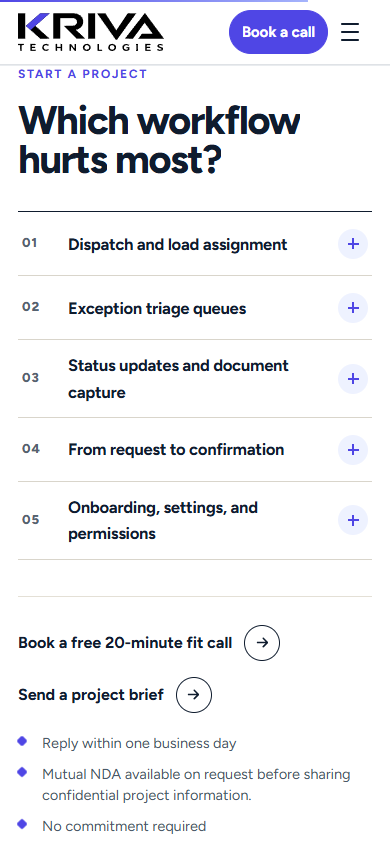 KRIVA
TECHNOLOGIES
Book a call
START A PROJECT
Which workflow
hurts most?
01 Dispatch and load assignment
02 Exception triage queues
03 Status updates and document
capture
04 From request to confirmation
05 Onboarding, settings, and
permissions
Book a free 20-minute fit call
Send a project brief
Reply within one business day
Mutual NDA available on request before sharing
confidential project information.
No commitment required